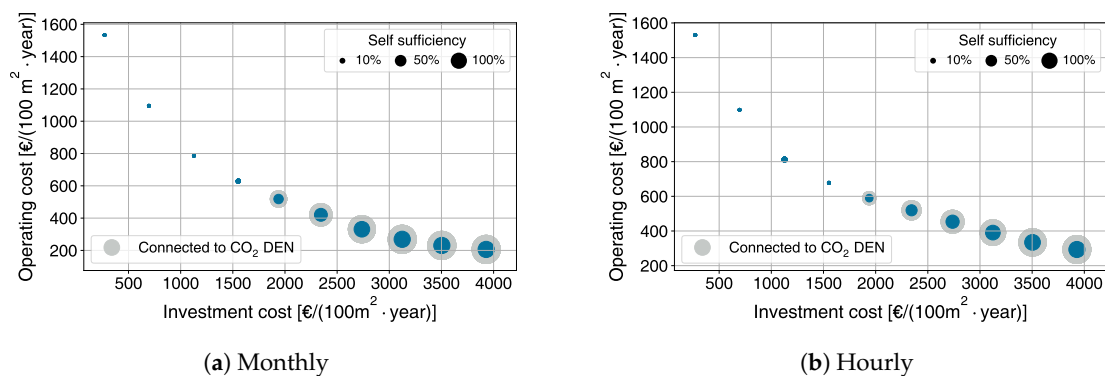 1600
1400
1200
1000
800
600
400
200
Operating cost [€/(100 m² · year)]
Self sufficiency
10% 50% 100%
Connected to CO₂ DEN
500 1000 1500 2000 2500 3000 3500 4000
Investment cost [€/(100m² · year)]
(a) Monthly
1600
1400
1200
1000
800
600
400
200
Operating cost [€/(100 m² · year)]
Self sufficiency
10% 50% 100%
Connected to CO₂ DEN
500 1000 1500 2000 2500 3000 3500 4000
Investment cost [€/(100m² · year)]
(b) Hourly